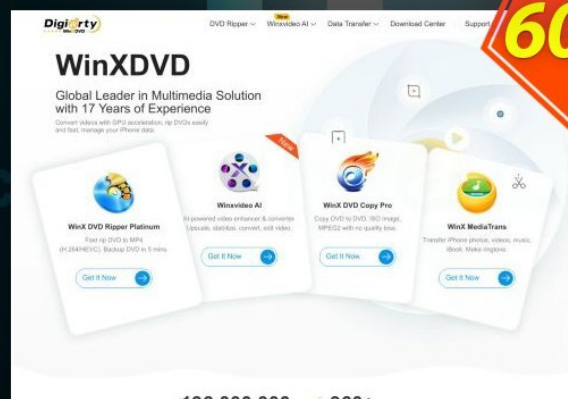 Digiarty
WinXDVD
DVD Ripper
New
Winxvideo AI
Data Transfer
Download Center
Support
60
WinXDVD
Global Leader in Multimedia Solution
with 17 Years of Experience
Convert videos with GPU acceleration, rip DVDs easily
and fast, manage your iPhone data.
New
WinX DVD Ripper Platinum
Fast rip DVD to MP4
(H.264/HEVC). Backup DVD in 5 mins.
Get It Now
Winxvideo AI
AI-powered video enhancer & converter.
Upscale, stabilize, convert, edit video.
Get It Now
WinX DVD Copy Pro
Copy DVD to DVD, ISO image,
MPEG2 with no quality loss.
Get It Now
WinX MediaTrans
Transfer iPhone photos, videos, music,
iBook. Make ringtone.
Get It Now